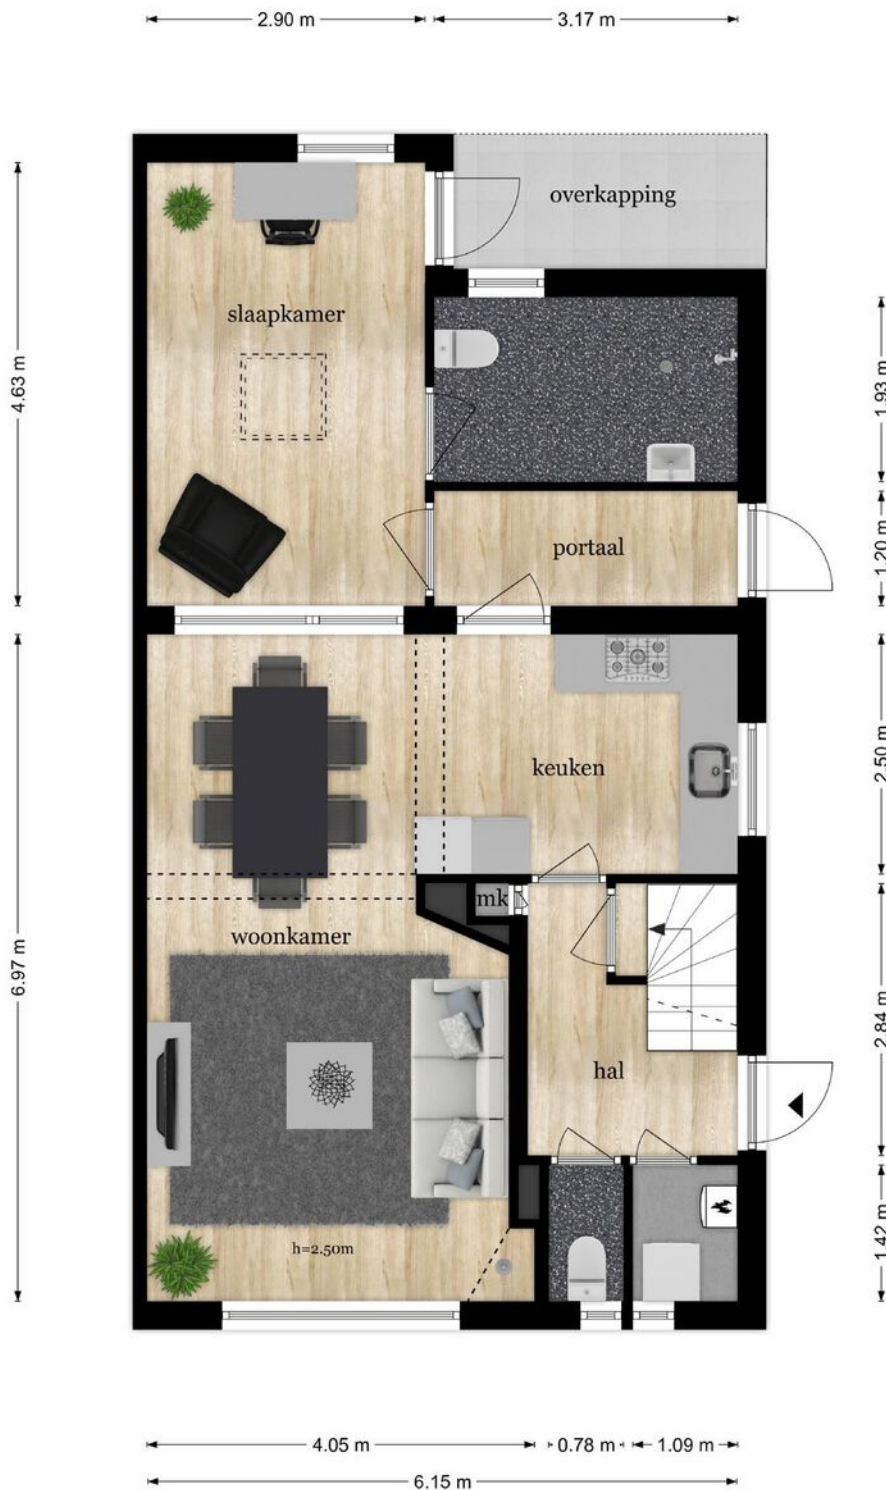 2.90 m
3.17 m
overkapping
slaapkamer
4.63 m
1.93 m
portaal
1.20 m
keuken
2.50 m
mk
woonkamer
6.97 m
2.84 m
hal
h=2.50m
1.42 m
4.05 m
0.78 m
1.09 m
6.15 m